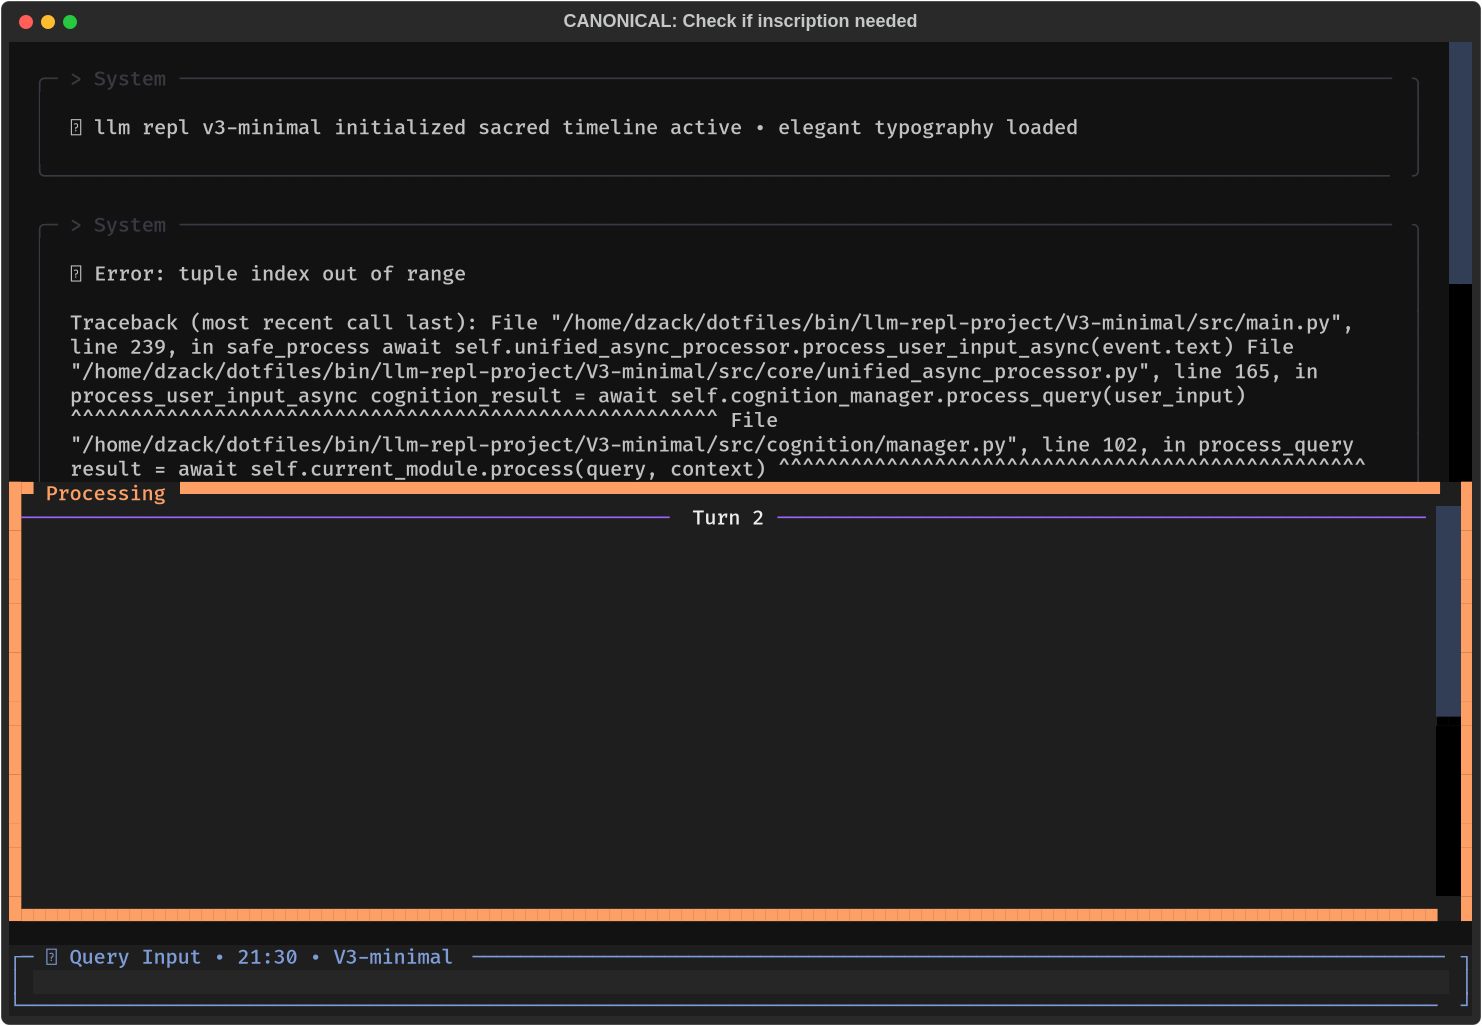 CANONICAL: Check if inscription needed
> System
llm repl v3-minimal initialized sacred timeline active • elegant typography loaded
> System
Error: tuple index out of range
Traceback (most recent call last): File "/home/dzack/dotfiles/bin/llm-repl-project/V3-minimal/src/main.py",
line 239, in safe_process await self.unified_async_processor.process_user_input_async(event.text) File
"/home/dzack/dotfiles/bin/llm-repl-project/V3-minimal/src/core/unified_async_processor.py", line 165, in
process_user_input_async cognition_result = await self.cognition_manager.process_query(user_input)
^^^^^^^^^^^^^^^^^^^^^^^^^^^^^^^^^^^^^^^^^^^^^^^^^^^^^^ File
"/home/dzack/dotfiles/bin/llm-repl-project/V3-minimal/src/cognition/manager.py", line 102, in process_query
result = await self.current_module.process(query, context) ^^^^^^^^^^^^^^^^^^^^^^^^^^^^^^^^^^^^^^^^^^^^^^^^^
Processing
Turn 2
Query Input • 21:30 • V3-minimal